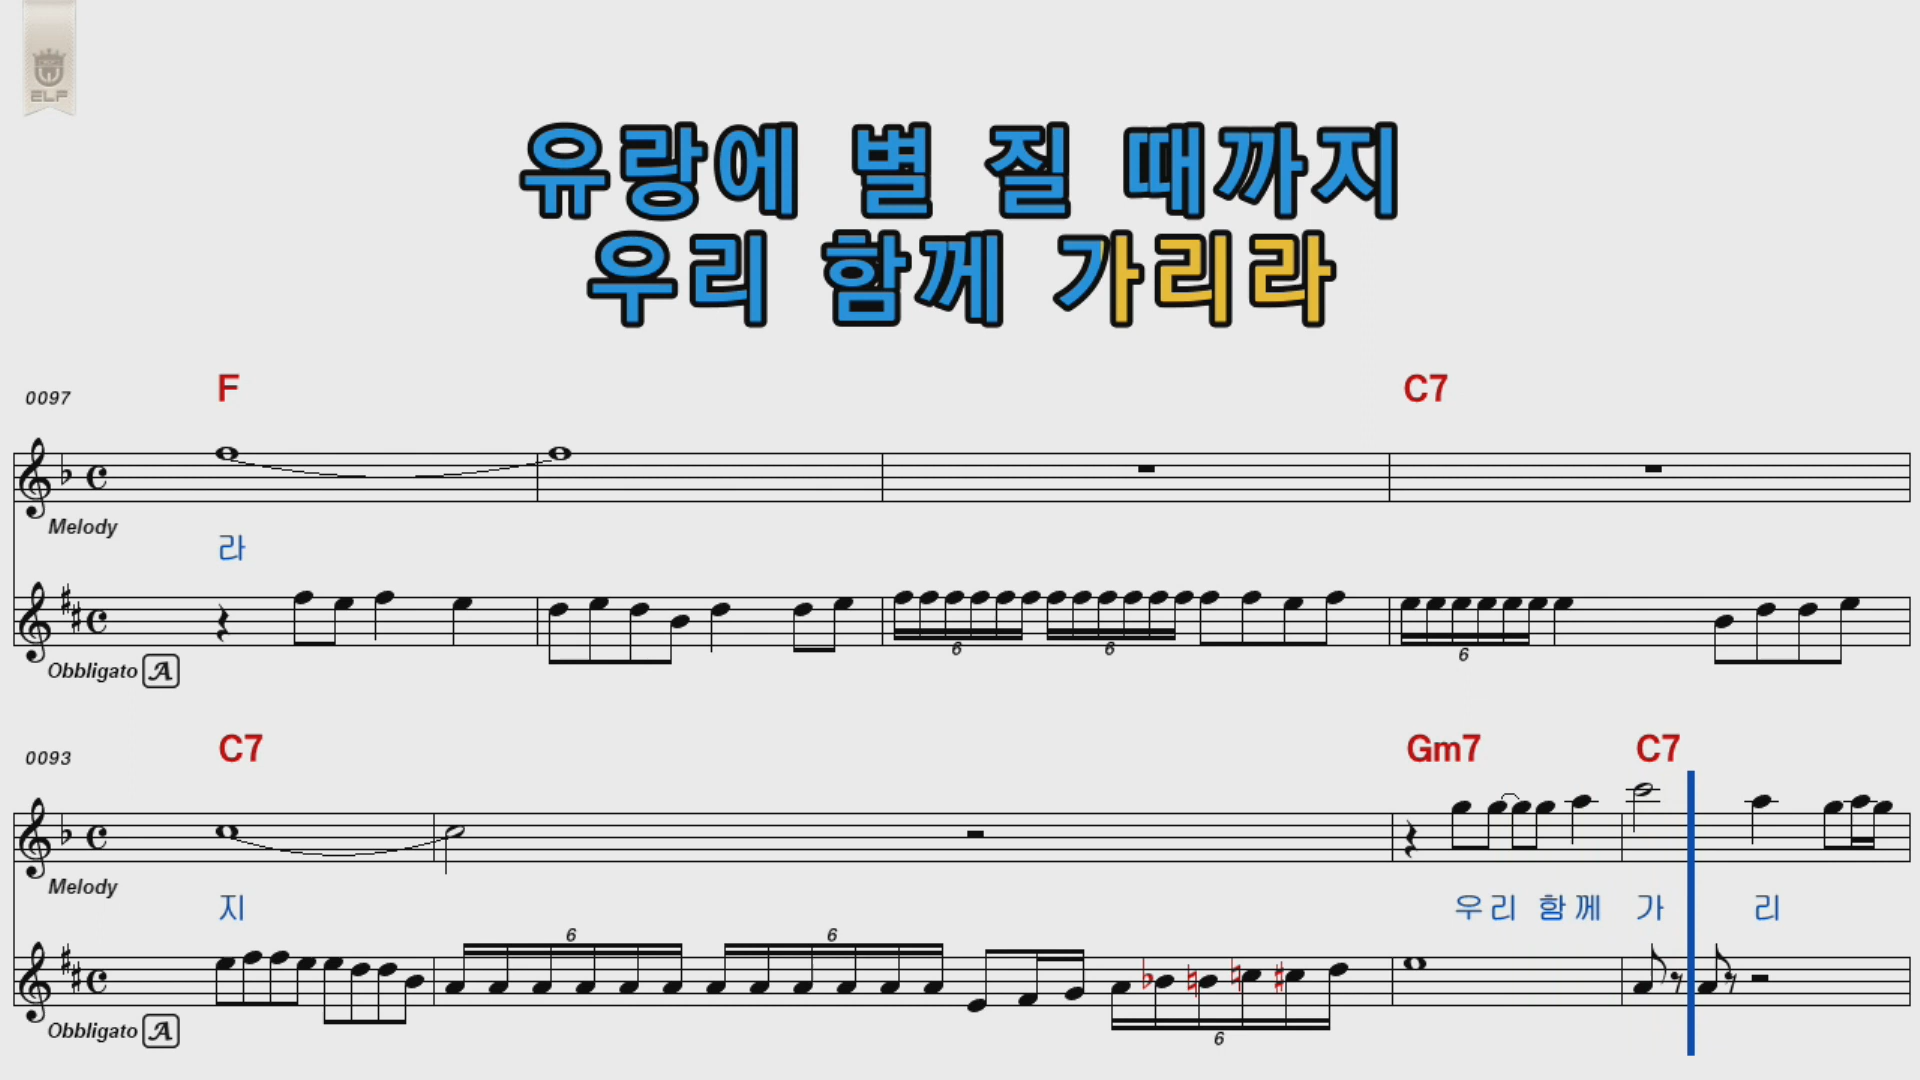 ELF
유랑에 별 질 때까지
우리 함께 가리라
0097 F C7
Melody
라
6 6 6
Obbligato A
0093 C7 Gm7 C7
Melody
지 우리 함께 가 리
6 6
6
Obbligato A